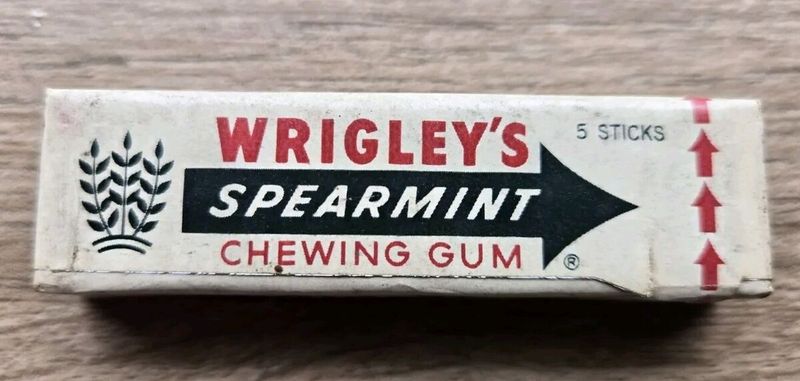 WRIGLEY'S
5 STICKS
SPEARMINT
CHEWING GUM
®